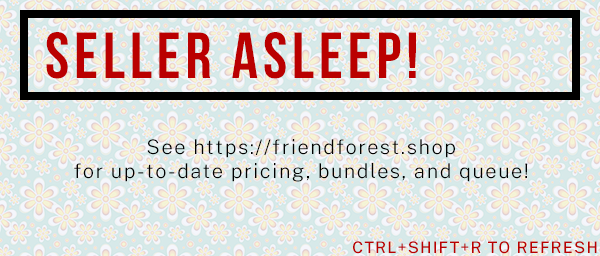 SELLER ASLEEP!
See https://friendforest.shop
for up-to-date pricing, bundles, and queue!
CTRL+SHIFT+R TO REFRESH